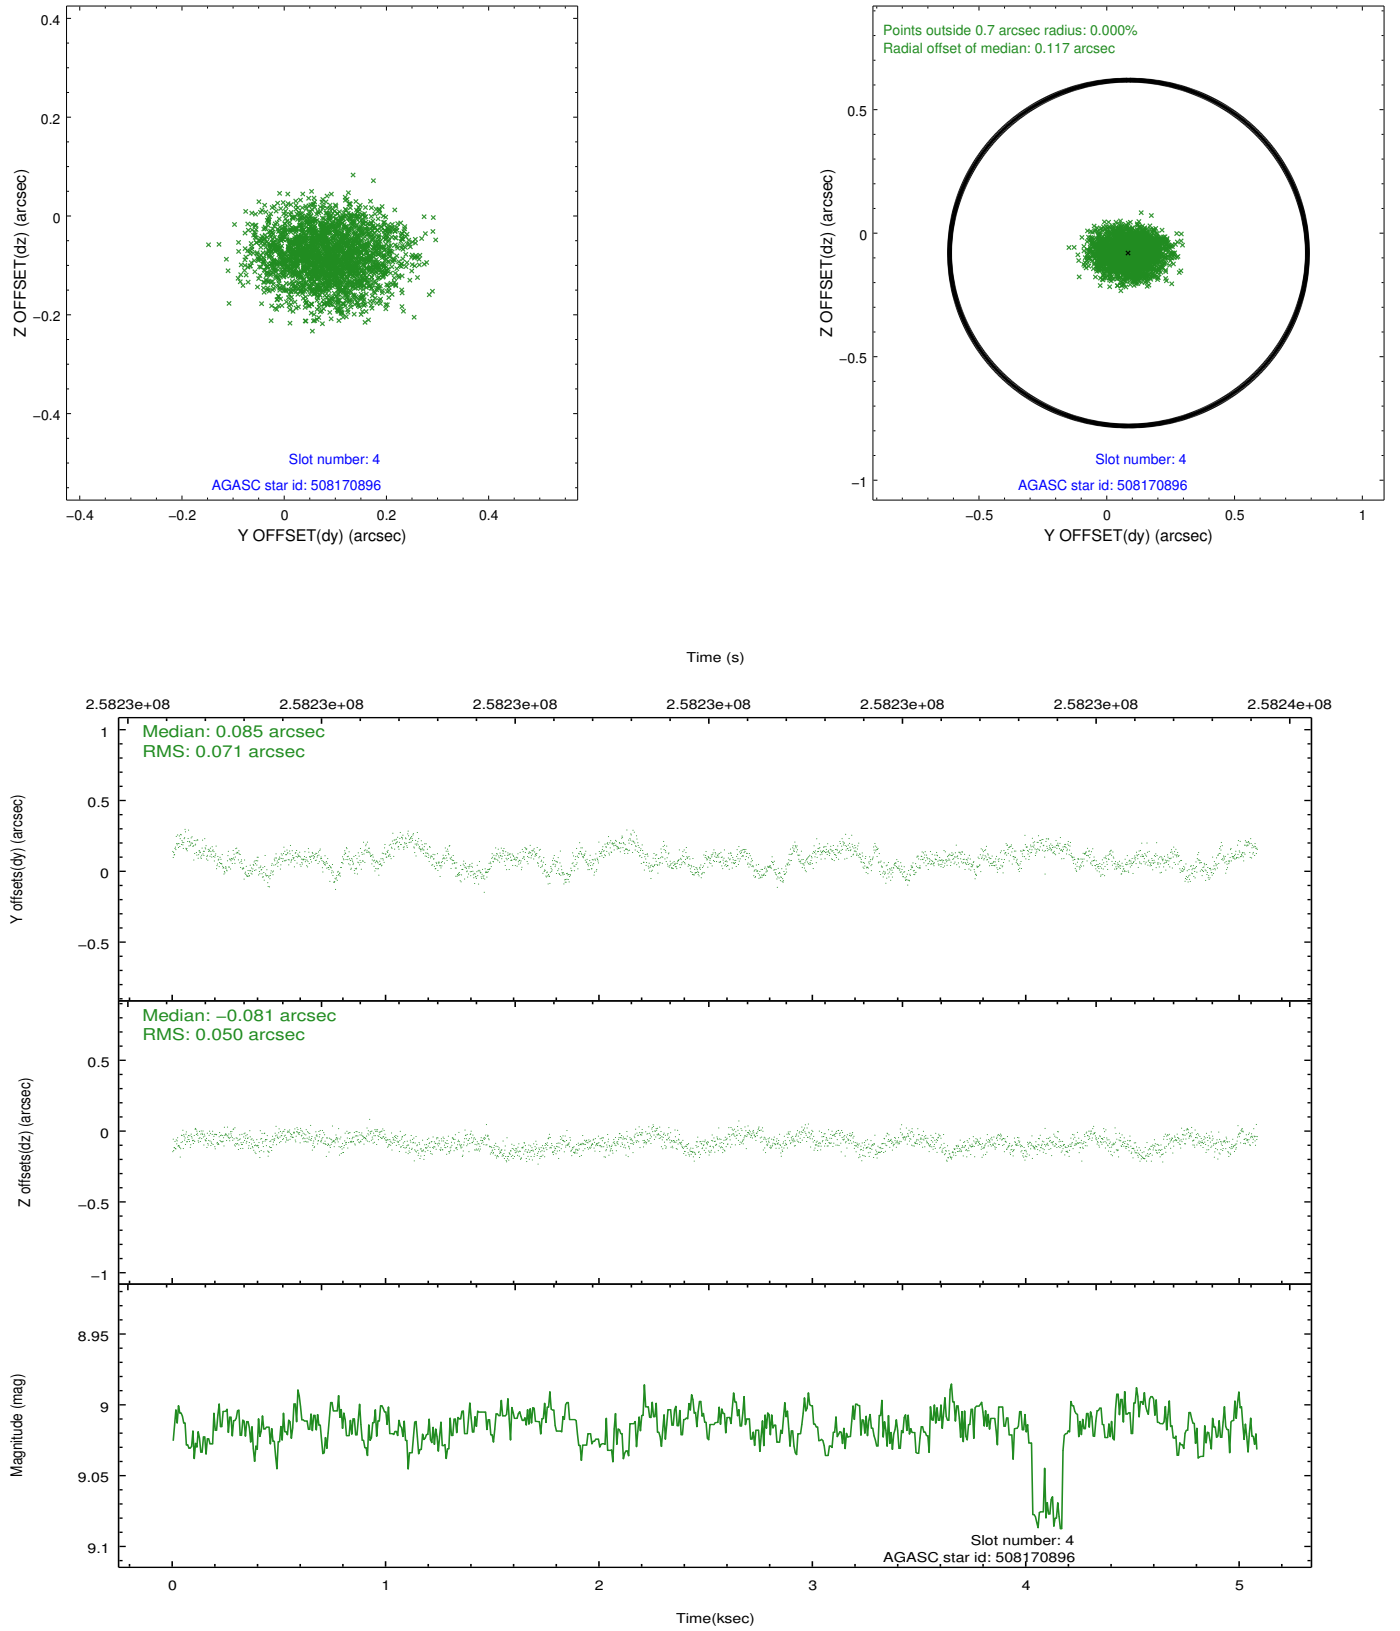 0.4
0.2
0
−0.2
−0.4
Z OFFSET(dz) (arcsec)
Slot number: 4
AGASC star id: 508170896
−0.4
−0.2
0
0.2
0.4
Y OFFSET(dy) (arcsec)
Points outside 0.7 arcsec radius: 0.000%
Radial offset of median: 0.117 arcsec
0.5
0
−0.5
−1
Z OFFSET(dz) (arcsec)
Slot number: 4
AGASC star id: 508170896
−0.5
0
0.5
1
Y OFFSET(dy) (arcsec)
Time (s)
2.5823e+08
2.5823e+08
2.5823e+08
2.5823e+08
2.5823e+08
2.5823e+08
2.5824e+08
Median: 0.085 arcsec
RMS: 0.071 arcsec
1
0.5
0
−0.5
Y offsets(dy) (arcsec)
Median: −0.081 arcsec
RMS: 0.050 arcsec
0.5
0
−0.5
−1
Z offsets(dz) (arcsec)
8.95
9
9.05
9.1
Magnitude (mag)
Slot number: 4
AGASC star id: 508170896
0
1
2
3
4
5
Time(ksec)